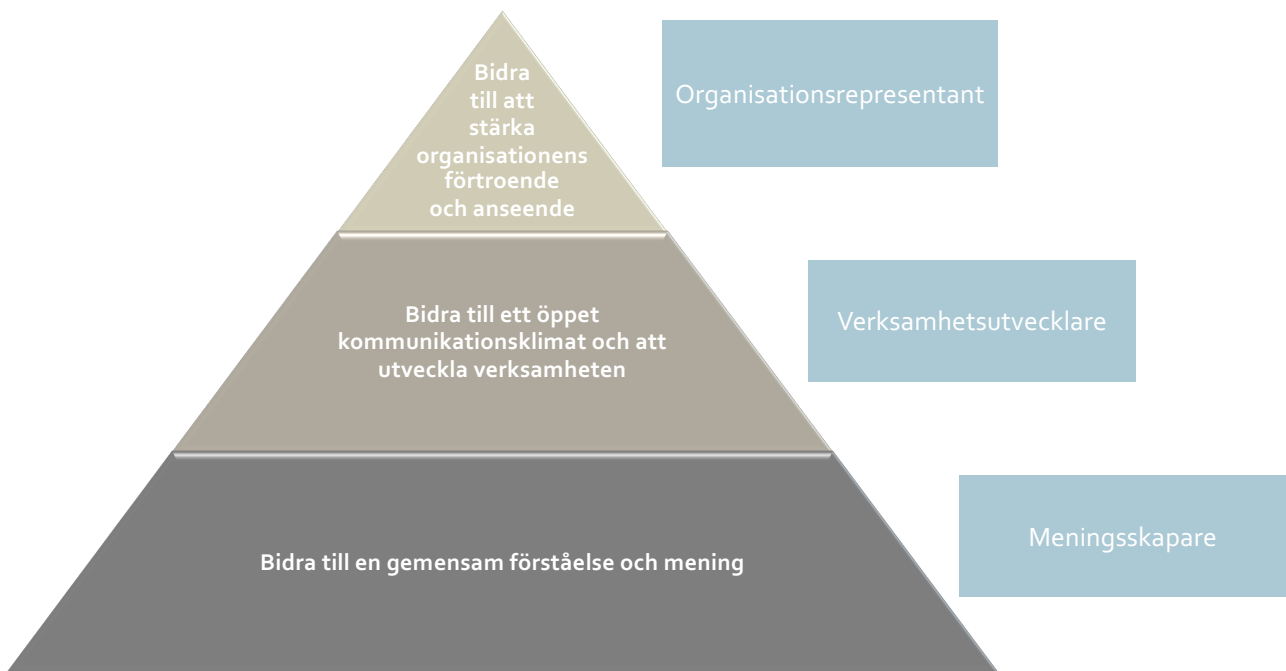 Bidra
till att
stärka
organisationens
förtroende
och anseende
Organisationsrepresentant
Bidra till ett öppet
kommunikationsklimat och att
utveckla verksamheten
Verksamhetsutvecklare
Bidra till en gemensam förståelse och mening
Meningsskapare